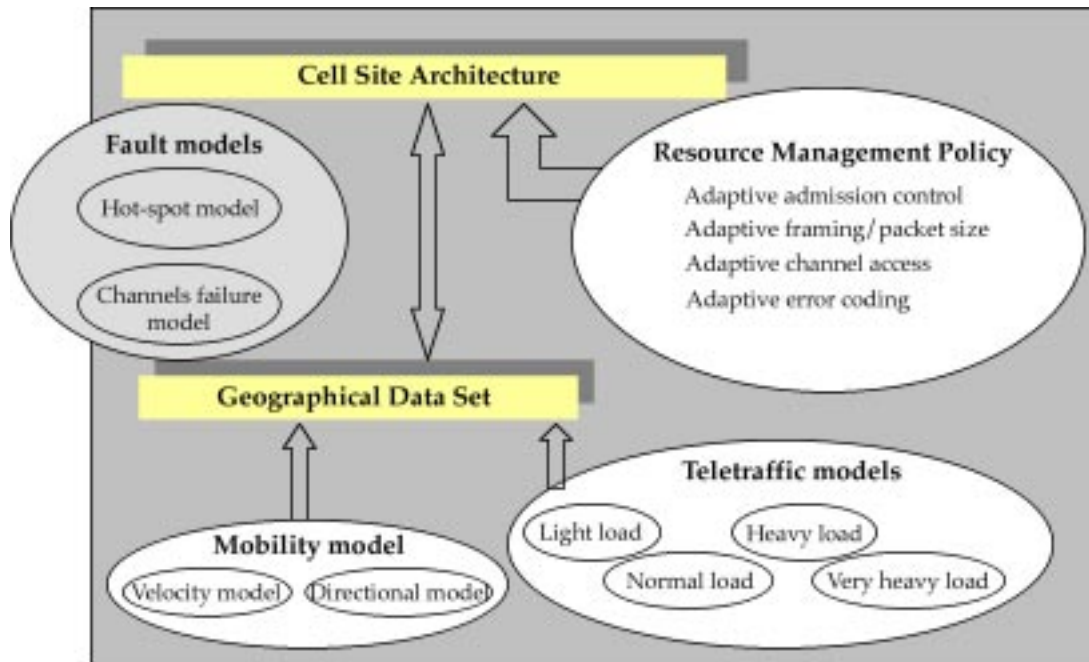 Cell Site Architecture
Fault models
Hot-spot model
Channels failure
model
Resource Management Policy
Adaptive admission control
Adaptive framing/packet size
Adaptive channel access
Adaptive error coding
Geographical Data Set
Mobility model
Velocity model
Directional model
Teletraffic models
Light load
Heavy load
Normal load
Very heavy load